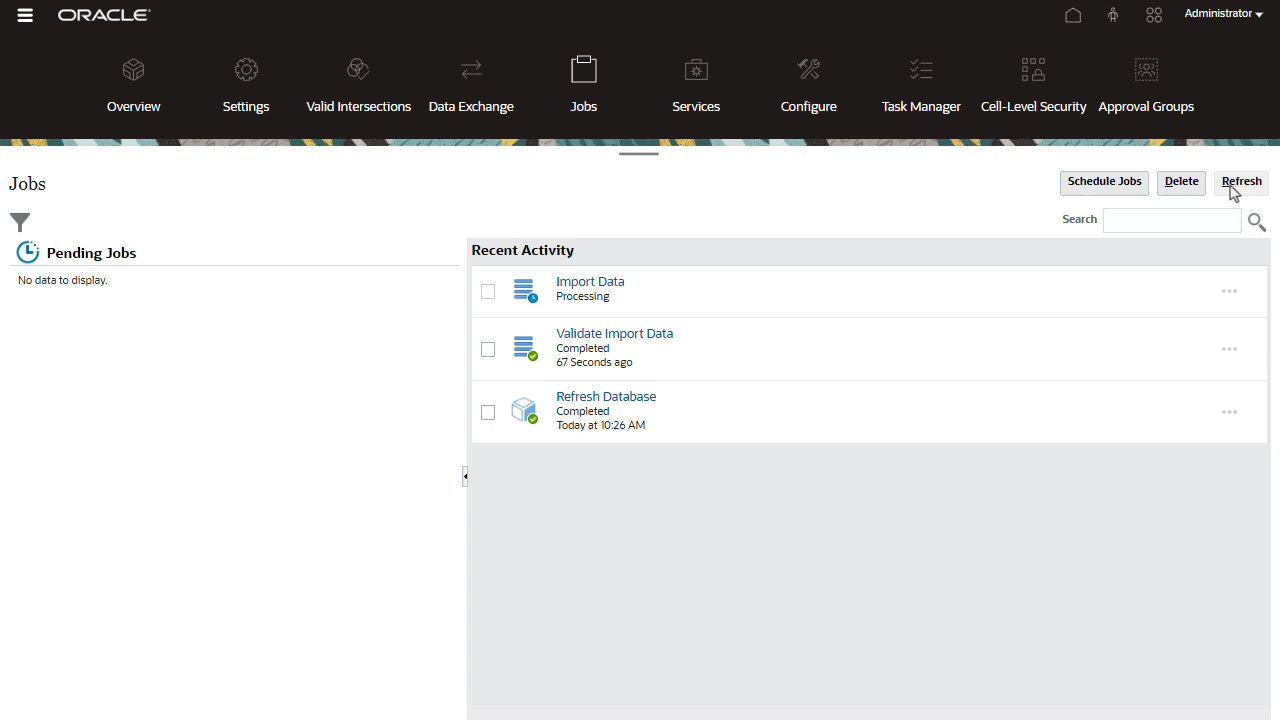 ORACLE
Administrator
Overview
Settings
Valid Intersections
Data Exchange
Jobs
Services
Configure
Task Manager
Cell-Level Security
Approval Groups
Jobs
Schedule Jobs
Delete
Refresh
Search
Pending Jobs
No data to display.
Recent Activity
Import Data
Processing
Validate Import Data
Completed
67 Seconds ago
Refresh Database
Completed
Today at 10:26 AM